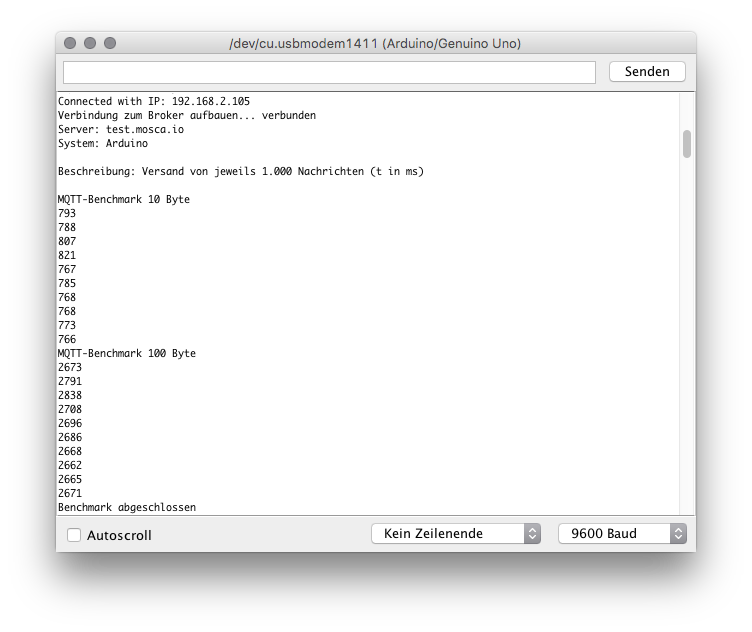 /dev/cu.usbmodem1411 (Arduino/Genuino Uno)
Senden
Connected with IP: 192.168.2.105
Verbindung zum Broker aufbauen... verbunden
Server: test.mosca.io
System: Arduino
Beschreibung: Versand von jeweils 1.000 Nachrichten (t in ms)
MQTT-Benchmark 10 Byte
793
788
807
821
767
785
768
768
773
766
MQTT-Benchmark 100 Byte
2673
2791
2838
2708
2696
2686
2668
2662
2665
2671
Benchmark abgeschlossen
Autoscroll
Kein Zeilenende
9600 Baud